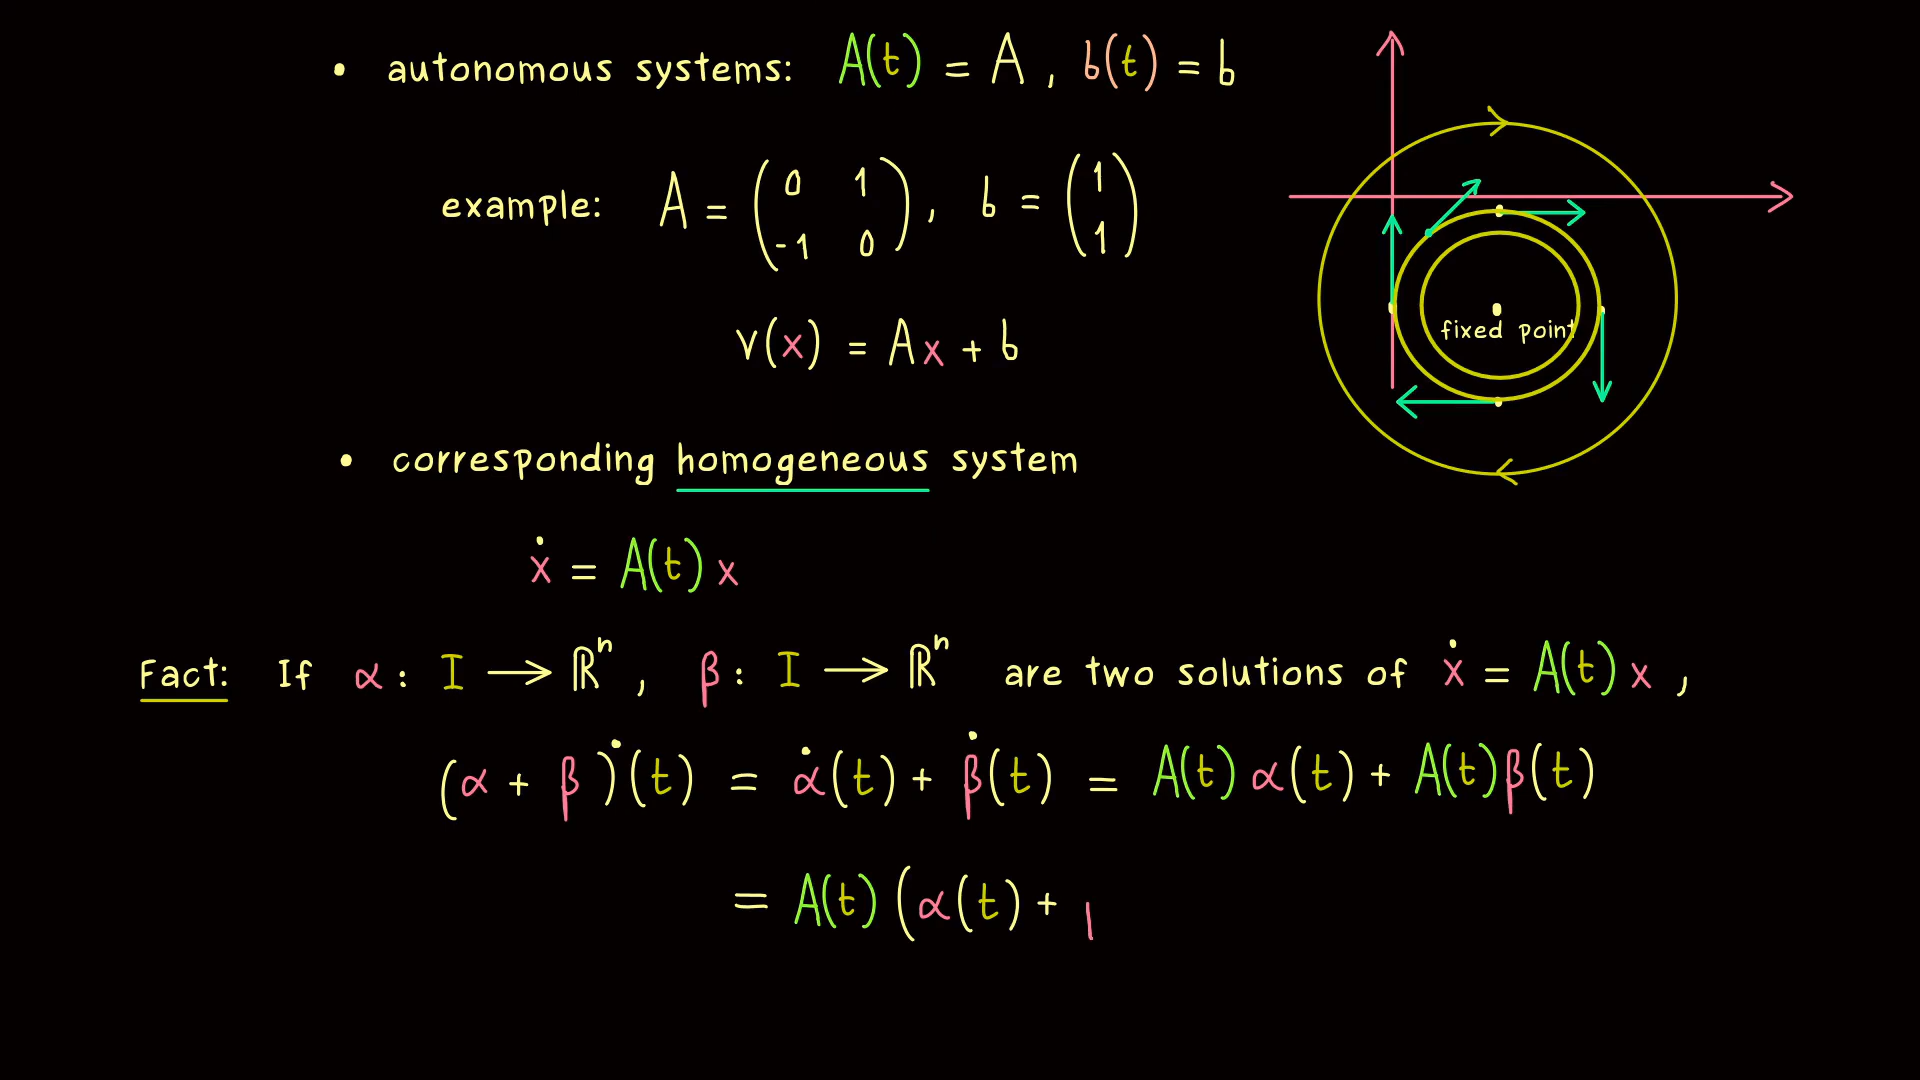 • autonomous systems: A(t) = A , b(t) = b
example: A = ( 0 1 -1 0 ) , b = ( 1 1 )
v(x) = Ax + b
fixed point
• corresponding homogeneous system
ẋ = A(t) x
Fact: If α : I → ℝⁿ , β : I → ℝⁿ are two solutions of ẋ = A(t) x ,
(α + β)˙(t) = α̇(t) + β̇(t) = A(t) α(t) + A(t) β(t)
= A(t) (α(t) +